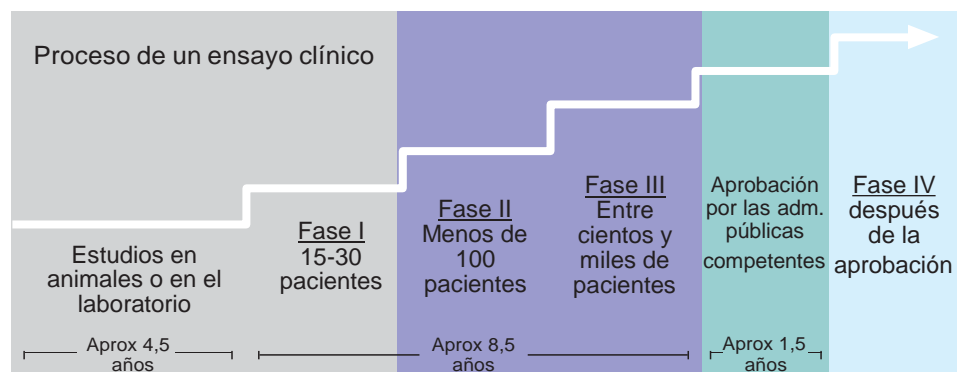 Proceso de un ensayo clínico
Estudios en
animales o en el
laboratorio
Fase I
15-30
pacientes
Fase II
Menos de
100
pacientes
Fase III
Entre
cientos y
miles de
pacientes
Aprobación
por las adm.
públicas
competentes
Fase IV
después
de la
aprobación
Aprox 4,5
años
Aprox 8,5
años
Aprox 1,5
años